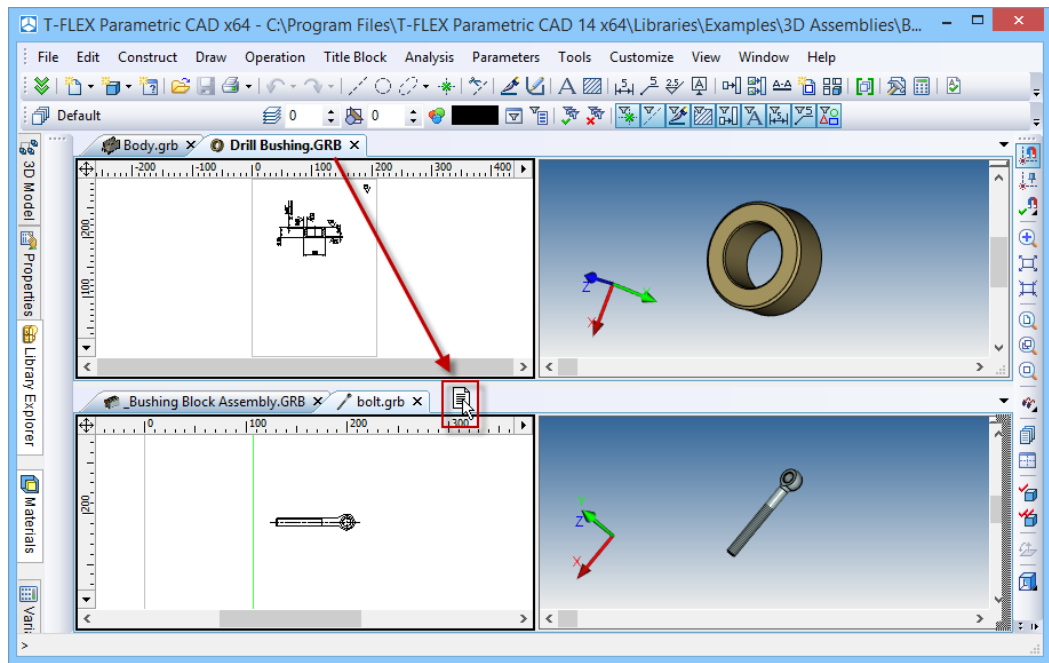 T-FLEX Parametric CAD x64 - C:\Program Files\T-FLEX Parametric CAD 14 x64\Libraries\Examples\3D Assemblies\B...
File Edit Construct Draw Operation Title Block Analysis Parameters Tools Customize View Window Help
Default 0 0
3D Model
Properties
Library Explorer
Materials
Body.grb Drill Bushing.GRB
-200 -100 0 100 200 300 400
200
100
Z X
_Bushing Block Assembly.GRB bolt.grb
0 100 200 300
200
Y
Z
X
>